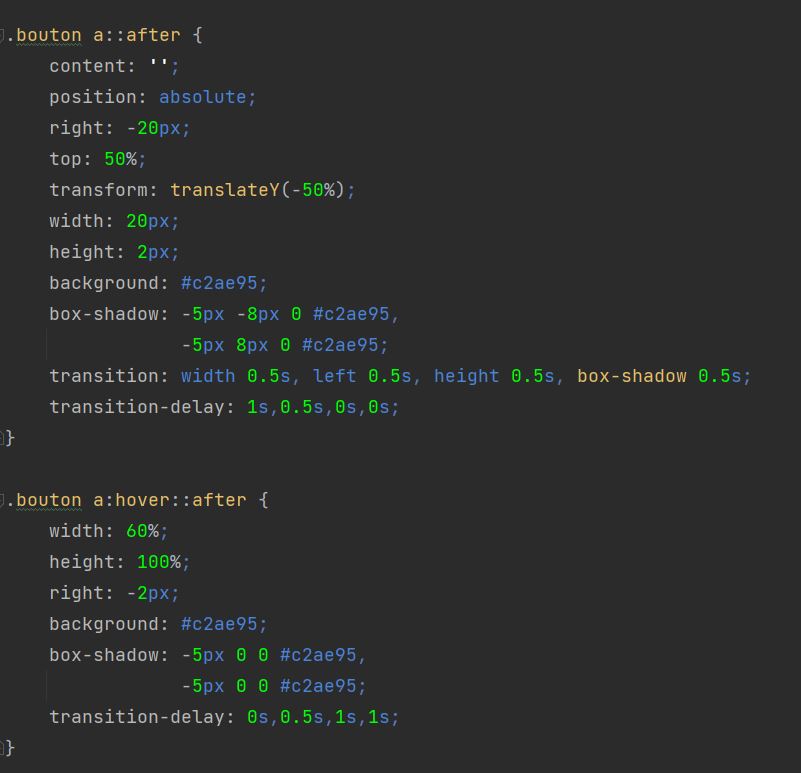 .bouton a::after {
    content: '';
    position: absolute;
    right: -20px;
    top: 50%;
    transform: translateY(-50%);
    width: 20px;
    height: 2px;
    background: #c2ae95;
    box-shadow: -5px -8px 0 #c2ae95,
                -5px 8px 0 #c2ae95;
    transition: width 0.5s, left 0.5s, height 0.5s, box-shadow 0.5s;
    transition-delay: 1s,0.5s,0s,0s;
}

.bouton a:hover::after {
    width: 60%;
    height: 100%;
    right: -2px;
    background: #c2ae95;
    box-shadow: -5px 0 0 #c2ae95,
                -5px 0 0 #c2ae95;
    transition-delay: 0s,0.5s,1s,1s;
}